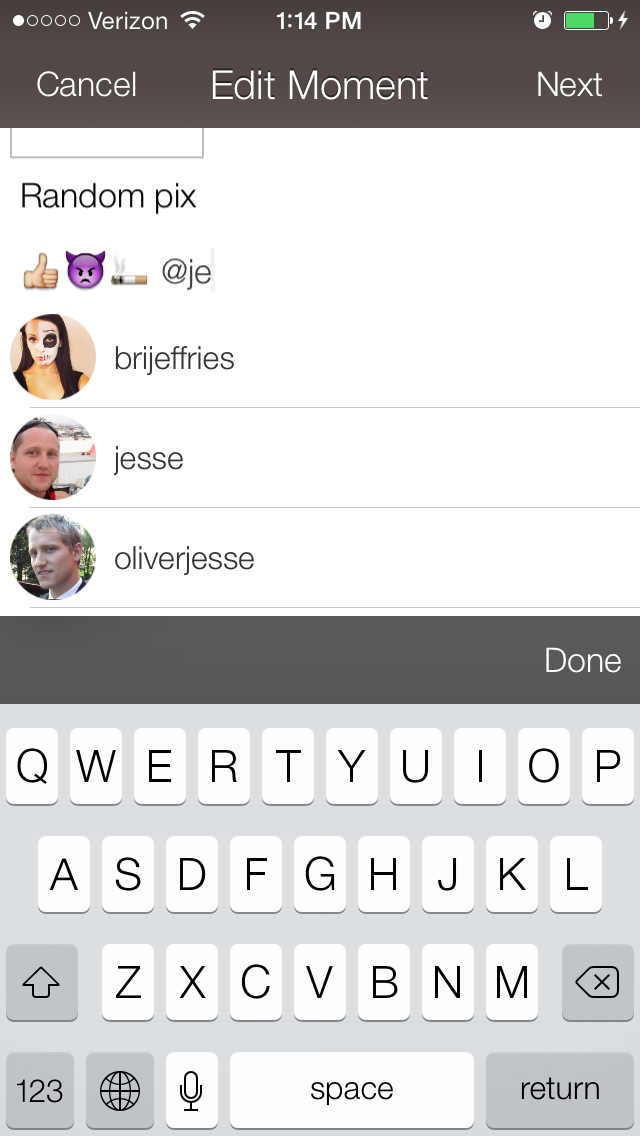 Verizon 1:14 PM
Cancel Edit Moment Next
Random pix
👍👿🚬 @je
brijeffries
jesse
oliverjesse
Done
Q W E R T Y U I O P
A S D F G H J K L
Z X C V B N M
123 space return